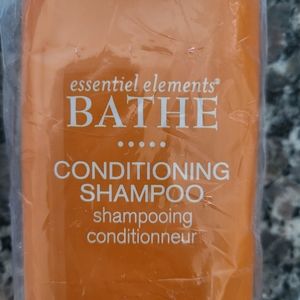 essentiel elements®
BATHE
•••••
CONDITIONING
SHAMPOO
shampooing
conditionneur